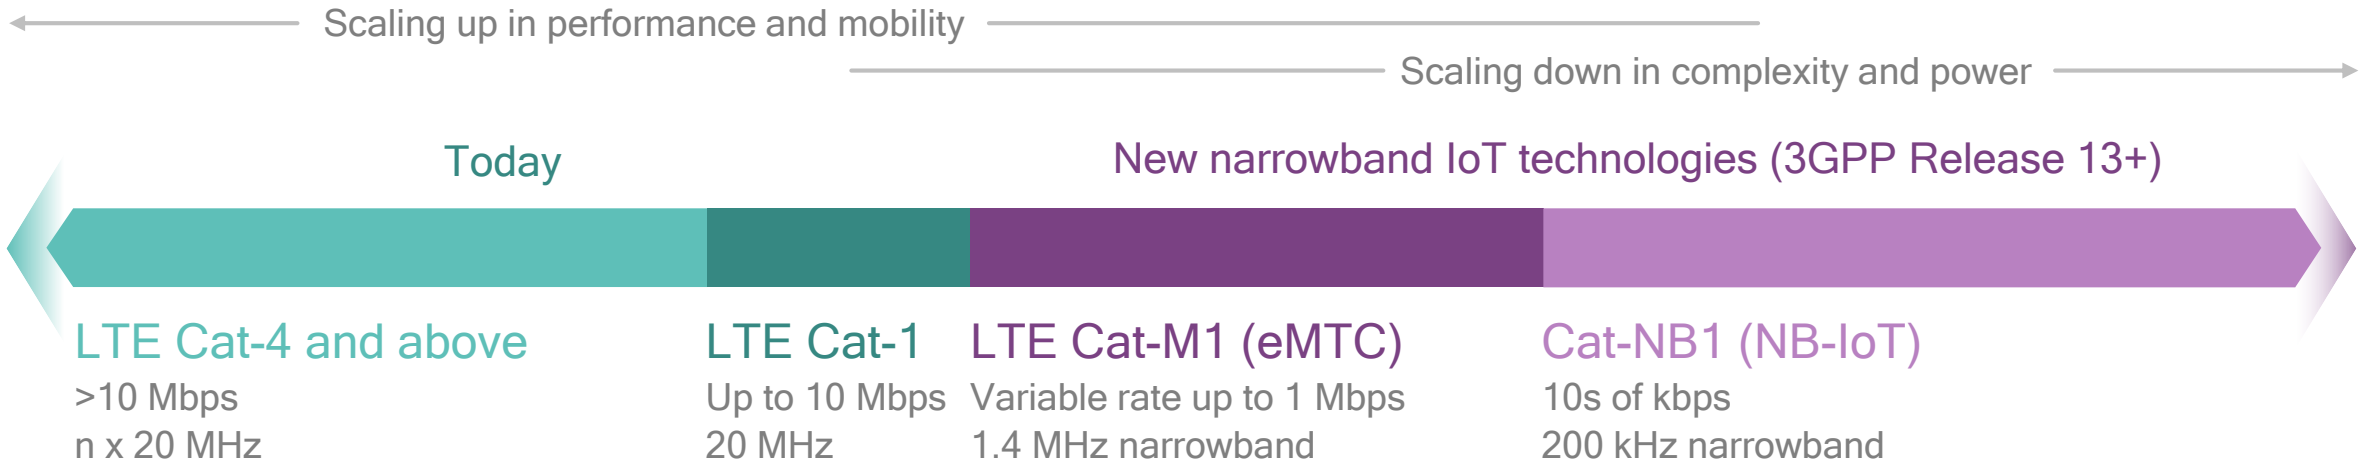 Scaling up in performance and mobility
Scaling down in complexity and power
Today
New narrowband IoT technologies (3GPP Release 13+)
LTE Cat-4 and above
>10 Mbps
n x 20 MHz
LTE Cat-1
Up to 10 Mbps
20 MHz
LTE Cat-M1 (eMTC)
Variable rate up to 1 Mbps
1.4 MHz narrowband
Cat-NB1 (NB-IoT)
10s of kbps
200 kHz narrowband